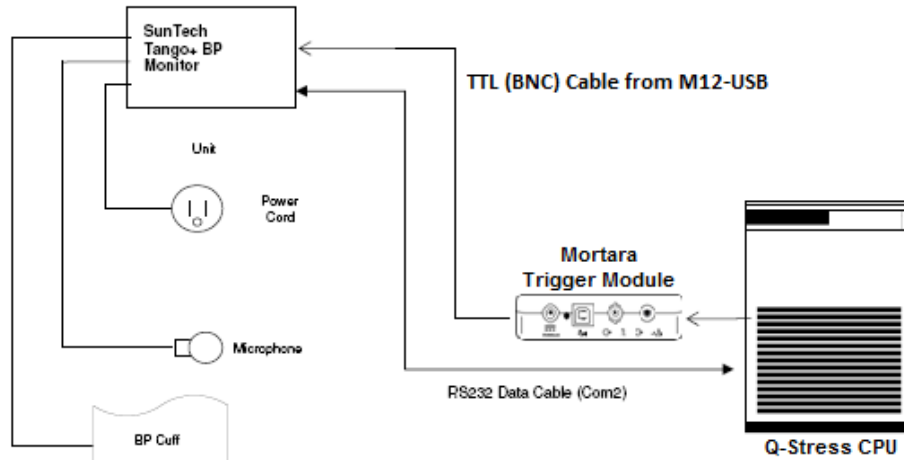 SunTech
Tango+ BP
Monitor
TTL (BNC) Cable from M12-USB
Unit
Power
Cord
Mortara
Trigger Module
Microphone
RS232 Data Cable (Com2)
BP Cuff
Q-Stress CPU